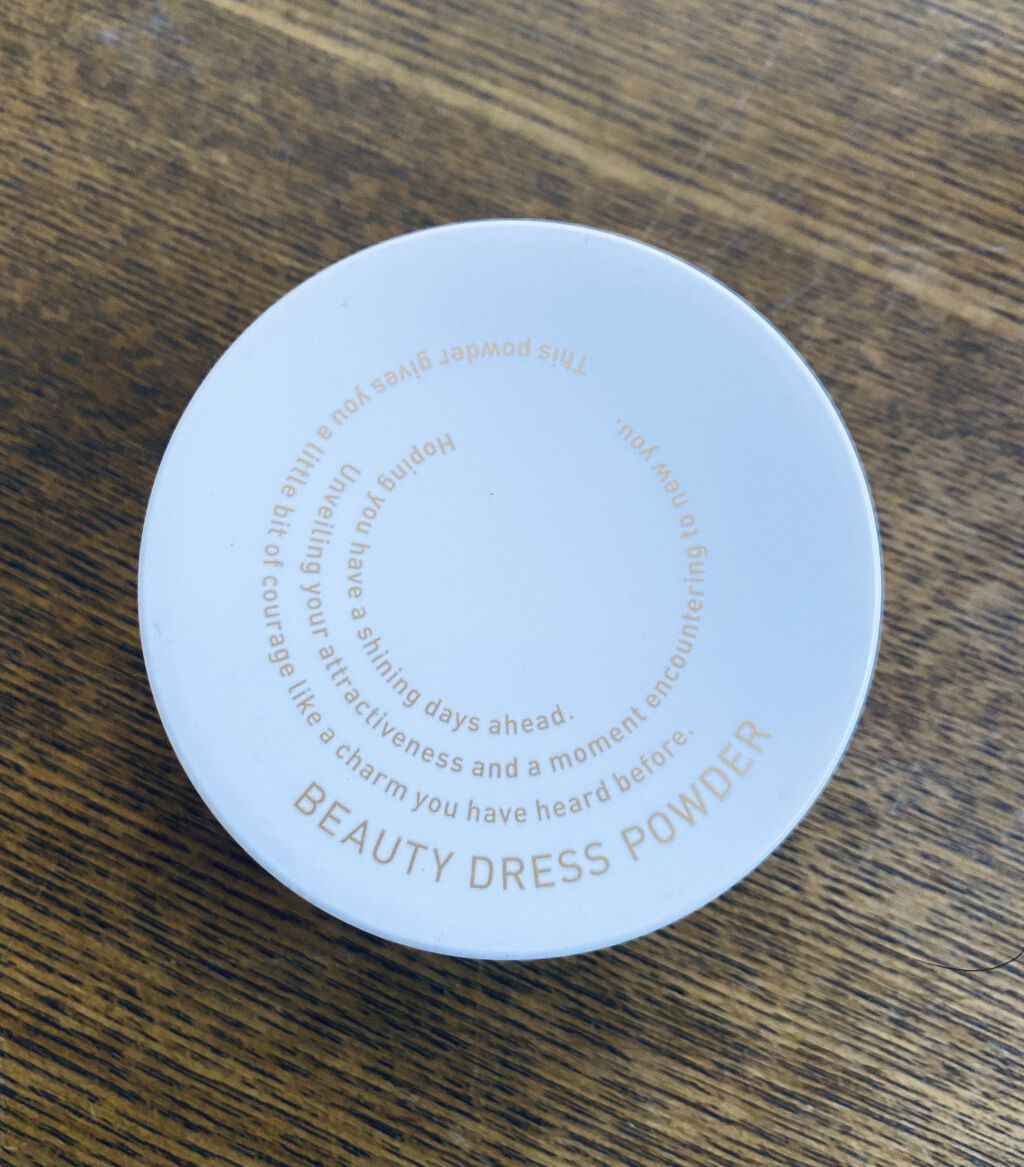 This powder gives you a little bit of courage like a charm you have heard before.
Unveiling your attractiveness and a moment encountering to new you.
Hoping you have a shining days ahead.
BEAUTY DRESS POWDER